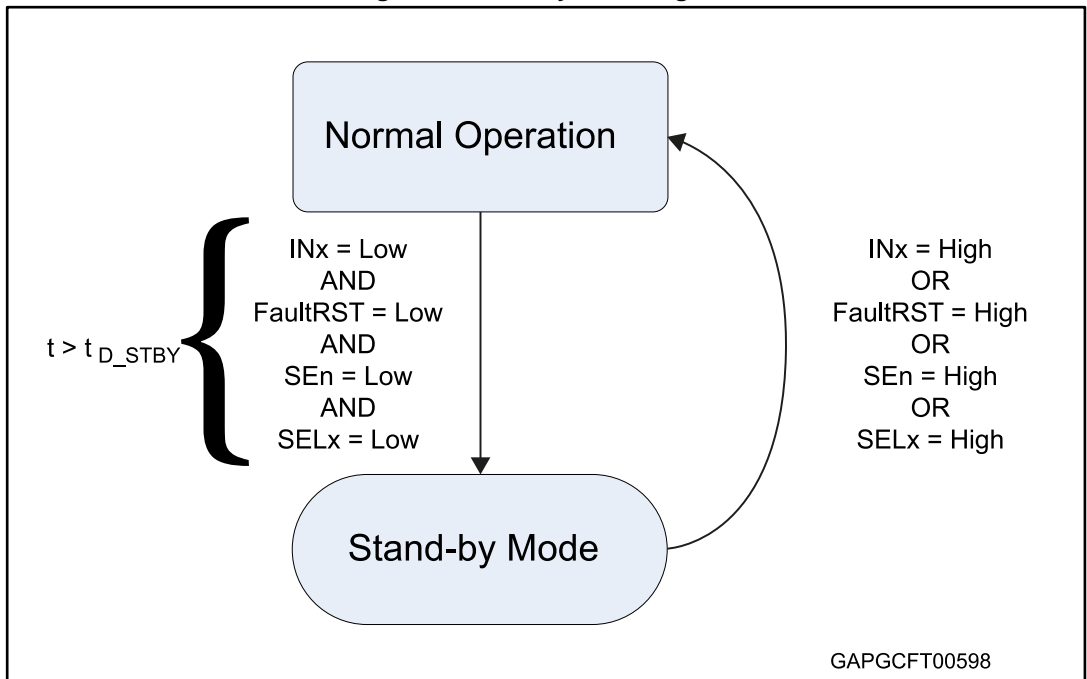 Normal Operation
t > t D_STBY
INx = Low
AND
FaultRST = Low
AND
SEn = Low
AND
SELx = Low
INx = High
OR
FaultRST = High
OR
SEn = High
OR
SELx = High
Stand-by Mode
GAPGCFT00598